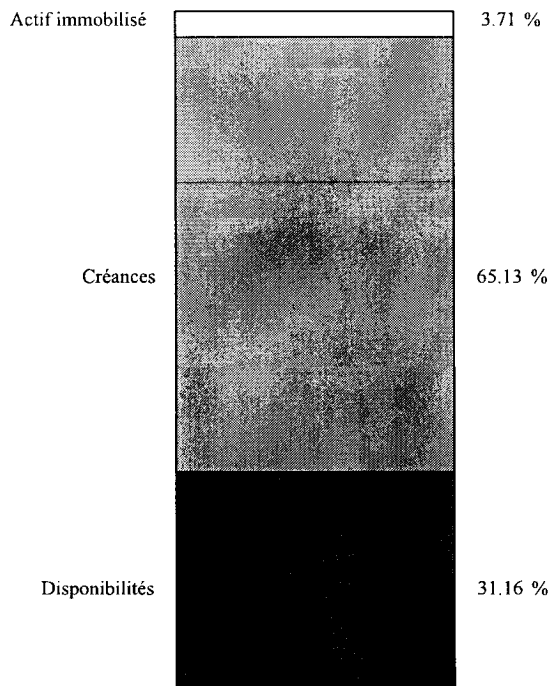 Actif immobilisé 3.71 %
Créances 65.13 %
Disponibilités 31.16 %